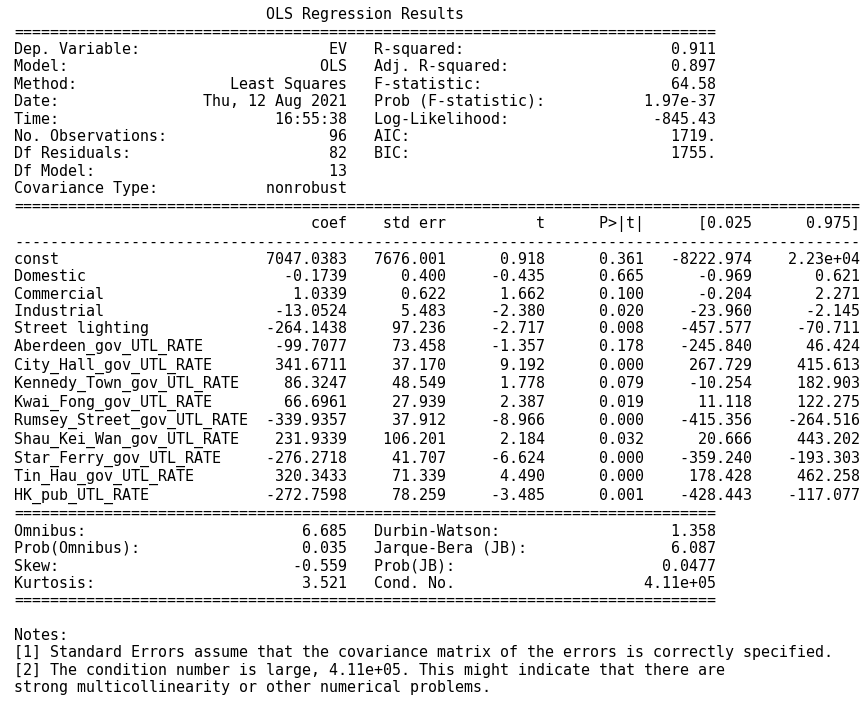 OLS Regression Results
==============================================================================
Dep. Variable:                     EV   R-squared:                       0.911
Model:                            OLS   Adj. R-squared:                  0.897
Method:                 Least Squares   F-statistic:                     64.58
Date:                Thu, 12 Aug 2021   Prob (F-statistic):           1.97e-37
Time:                        16:55:38   Log-Likelihood:                -845.43
No. Observations:                  96   AIC:                             1719.
Df Residuals:                      82   BIC:                             1755.
Df Model:                          13
Covariance Type:            nonrobust
==============================================================================================
                                 coef    std err          t      P>|t|      [0.025      0.975]
----------------------------------------------------------------------------------------------
const                       7047.0383   7676.001      0.918      0.361   -8222.974    2.23e+04
Domestic                      -0.1739      0.400     -0.435      0.665      -0.969       0.621
Commercial                     1.0339      0.622      1.662      0.100      -0.204       2.271
Industrial                   -13.0524      5.483     -2.380      0.020     -23.960      -2.145
Street lighting             -264.1438     97.236     -2.717      0.008    -457.577     -70.711
Aberdeen_gov_UTL_RATE        -99.7077     73.458     -1.357      0.178    -245.840      46.424
City_Hall_gov_UTL_RATE       341.6711     37.170      9.192      0.000     267.729     415.613
Kennedy_Town_gov_UTL_RATE     86.3247     48.549      1.778      0.079     -10.254     182.903
Kwai_Fong_gov_UTL_RATE        66.6961     27.939      2.387      0.019      11.118     122.275
Rumsey_Street_gov_UTL_RATE  -339.9357     37.912     -8.966      0.000    -415.356    -264.516
Shau_Kei_Wan_gov_UTL_RATE    231.9339    106.201      2.184      0.032      20.666     443.202
Star_Ferry_gov_UTL_RATE     -276.2718     41.707     -6.624      0.000    -359.240    -193.303
Tin_Hau_gov_UTL_RATE         320.3433     71.339      4.490      0.000     178.428     462.258
HK_pub_UTL_RATE             -272.7598     78.259     -3.485      0.001    -428.443    -117.077
==============================================================================
Omnibus:                        6.685   Durbin-Watson:                   1.358
Prob(Omnibus):                  0.035   Jarque-Bera (JB):                6.087
Skew:                          -0.559   Prob(JB):                       0.0477
Kurtosis:                       3.521   Cond. No.                     4.11e+05
==============================================================================

Notes:
[1] Standard Errors assume that the covariance matrix of the errors is correctly specified.
[2] The condition number is large, 4.11e+05. This might indicate that there are
strong multicollinearity or other numerical problems.